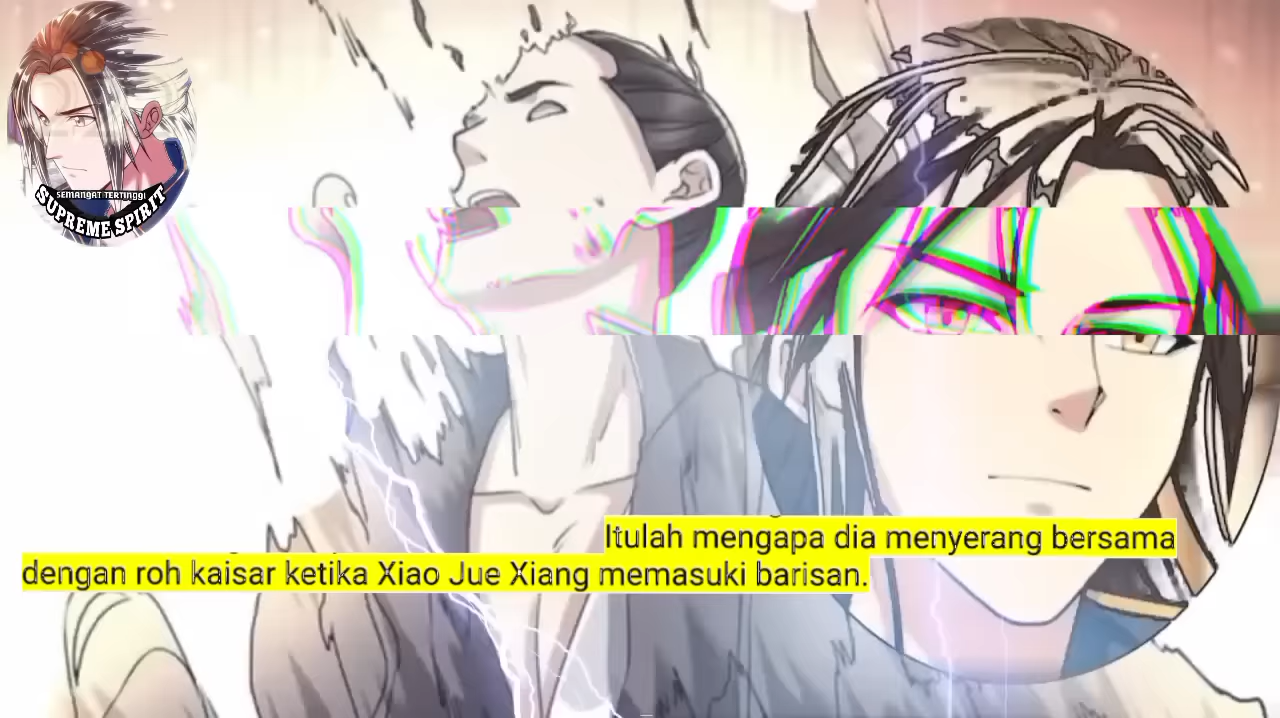 SEMANGAT TERTINGGI
SUPREME SPIRIT
Itulah mengapa dia menyerang bersama
dengan roh kaisar ketika Xiao Jue Xiang memasuki barisan.